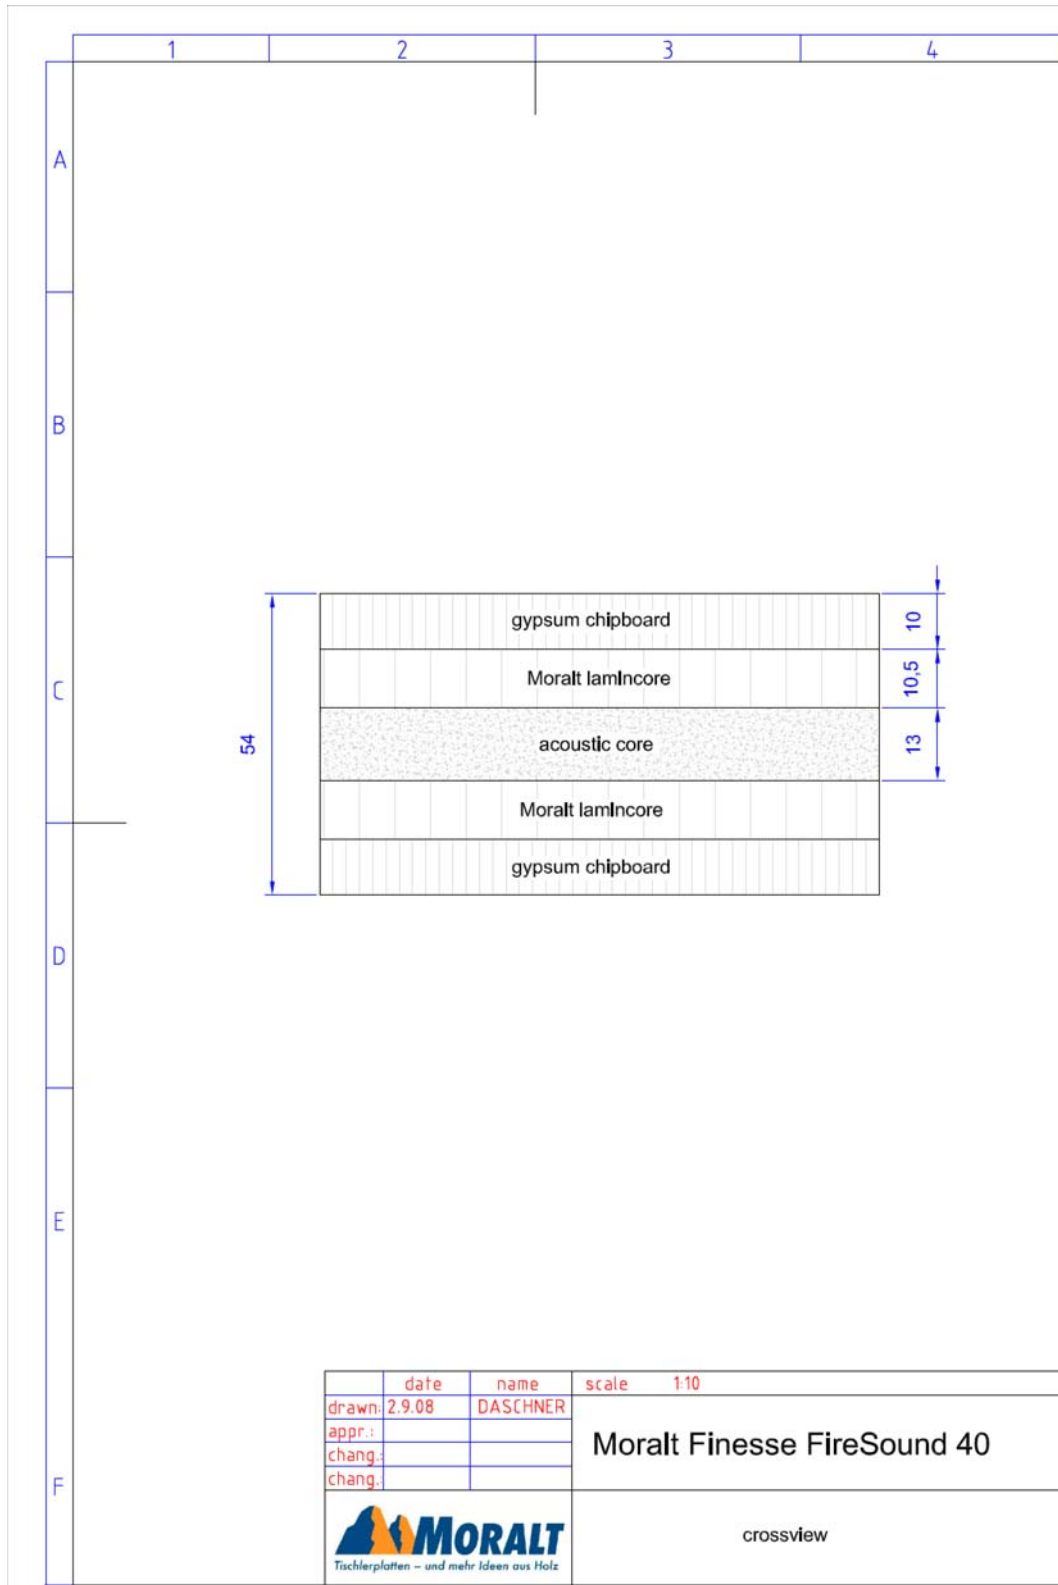 1 2 3 4
A
B
C
D
E
F
gypsum chipboard
Moralt lamIncore
acoustic core
Moralt lamIncore
gypsum chipboard
54
10
10,5
13
date name scale 1:10
drawn: 2.9.08 DASCHNER
appr.:
chang.:
chang.:
Moralt Finesse FireSound 40
MORALT
Tischlerplatten – und mehr Ideen aus Holz
crossview